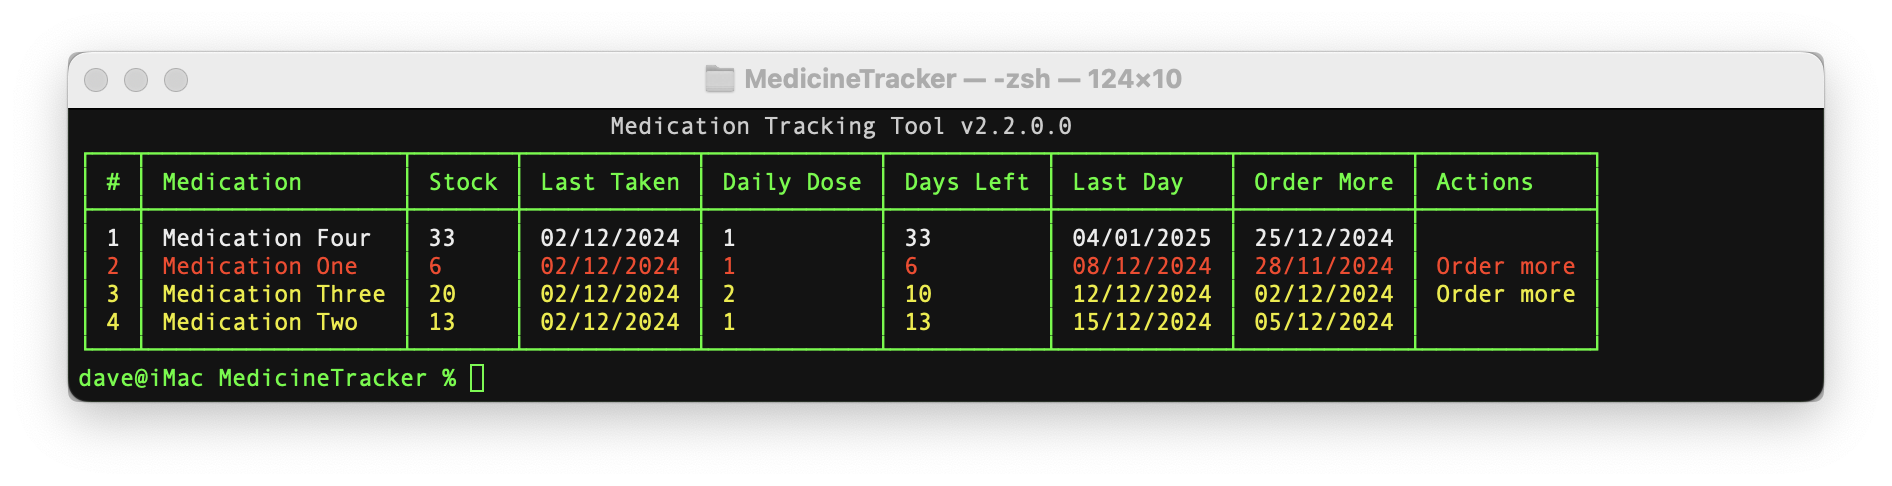 MedicineTracker — -zsh — 124×10
Medication Tracking Tool v2.2.0.0
# Medication Stock Last Taken Daily Dose Days Left Last Day Order More Actions
1 Medication Four 33 02/12/2024 1 33 04/01/2025 25/12/2024
2 Medication One 6 02/12/2024 1 6 08/12/2024 28/11/2024 Order more
3 Medication Three 20 02/12/2024 2 10 12/12/2024 02/12/2024 Order more
4 Medication Two 13 02/12/2024 1 13 15/12/2024 05/12/2024
dave@iMac MedicineTracker %